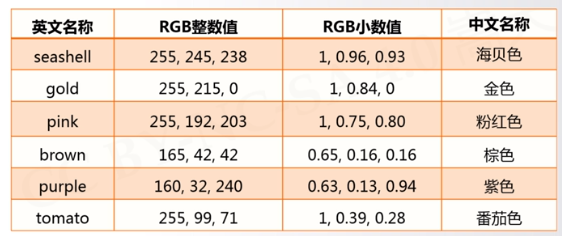 英文名称 RGB整数值 RGB小数值 中文名称
seashell 255, 245, 238 1, 0.96, 0.93 海贝色
gold 255, 215, 0 1, 0.84, 0 金色
pink 255, 192, 203 1, 0.75, 0.80 粉红色
brown 165, 42, 42 0.65, 0.16, 0.16 棕色
purple 160, 32, 240 0.63, 0.13, 0.94 紫色
tomato 255, 99, 71 1, 0.39, 0.28 番茄色